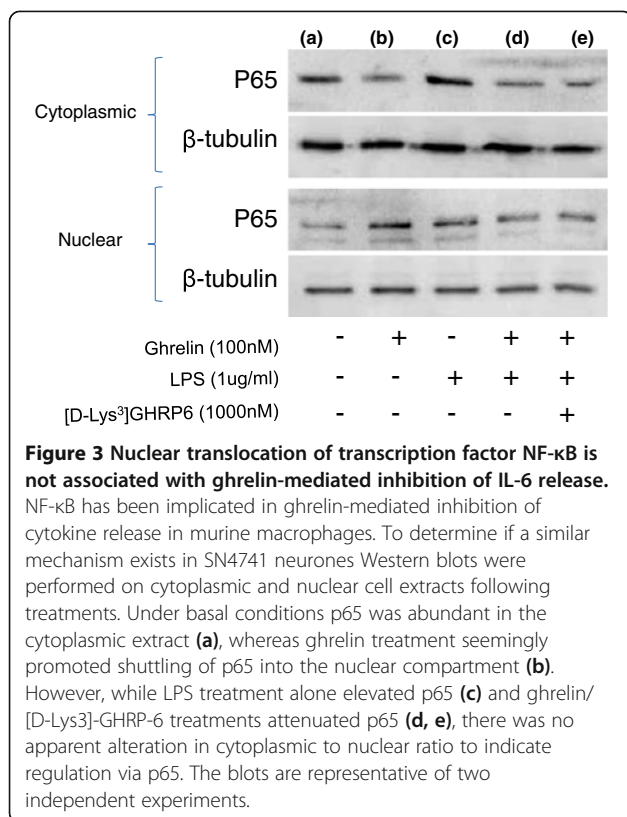 (a) (b) (c) (d) (e)
Cytoplasmic
P65
β-tubulin
Nuclear
P65
β-tubulin
Ghrelin (100nM) - + - + +
LPS (1ug/ml) - - + + +
[D-Lys³]GHRP6 (1000nM) - - - - +
Figure 3 Nuclear translocation of transcription factor NF-κB is
not associated with ghrelin-mediated inhibition of IL-6 release.
NF-κB has been implicated in ghrelin-mediated inhibition of
cytokine release in murine macrophages. To determine if a similar
mechanism exists in SN4741 neurones Western blots were
performed on cytoplasmic and nuclear cell extracts following
treatments. Under basal conditions p65 was abundant in the
cytoplasmic extract (a), whereas ghrelin treatment seemingly
promoted shuttling of p65 into the nuclear compartment (b).
However, while LPS treatment alone elevated p65 (c) and ghrelin/
[D-Lys3]-GHRP-6 treatments attenuated p65 (d, e), there was no
apparent alteration in cytoplasmic to nuclear ratio to indicate
regulation via p65. The blots are representative of two
independent experiments.